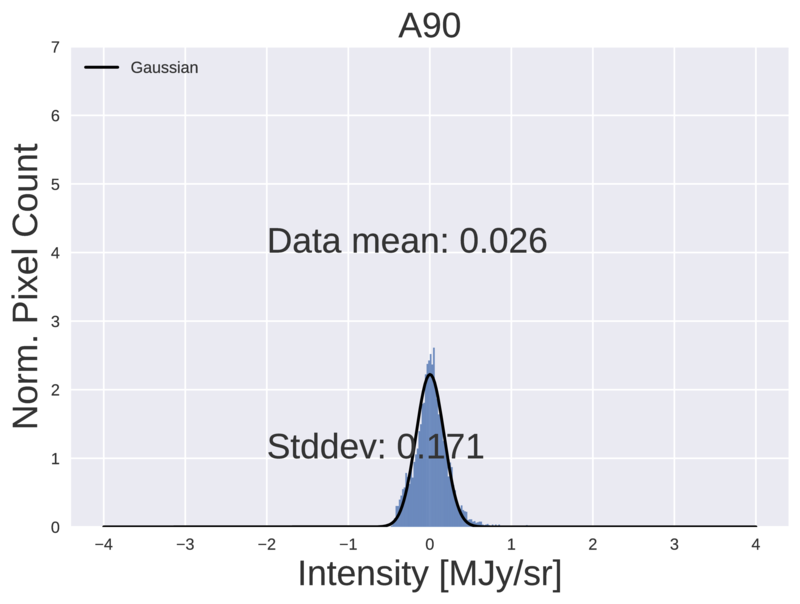 A90
Norm. Pixel Count
7
Gaussian
6
5
Data mean: 0.026
4
3
2
Stddev: 0.171
1
0
−4 −3 −2 −1 0 1 2 3 4
Intensity [MJy/sr]